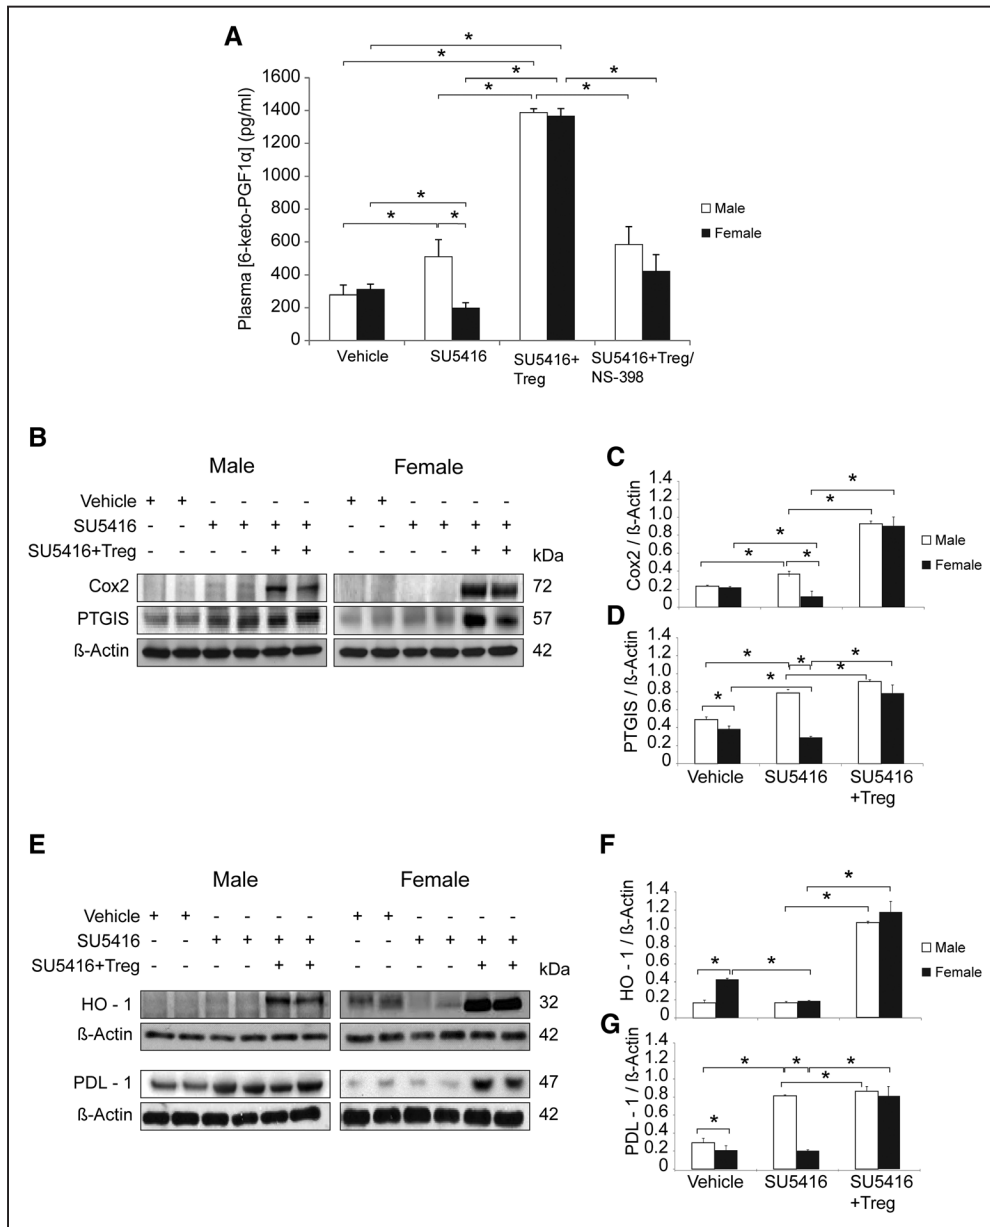 A
* *
* *
* *
*
* *
Plasma [6-keto-PGF1α] (pg/ml)
1600
1400
1200
1000
800
600
400
200
0
Male
Female
Vehicle SU5416 SU5416+ Treg SU5416+Treg/ NS-398
B
Male Female
Vehicle + + - - - - + + - - - -
SU5416 - - + + + + - - + + + +
SU5416+Treg - - - - + + - - - - + + kDa
Cox2 72
PTGIS 57
ß-Actin 42
C
Cox2 / ß-Actin
1.4
1.2
1.0
0.8
0.6
0.4
0.2
0
* * * * *
Male
Female
D
PTGIS / ß-Actin
1.4
1.2
1.0
0.8
0.6
0.4
0.2
0
* * * * * *
Vehicle SU5416 SU5416
+Treg
E
Male Female
Vehicle + + - - - - + + - - - -
SU5416 - - + + + + - - + + + +
SU5416+Treg - - - - + + - - - - + + kDa
HO - 1 32
ß-Actin 42
PDL - 1 47
ß-Actin 42
F
HO - 1 / ß-Actin
1.4
1.2
1.0
0.8
0.6
0.4
0.2
0
* * * *
Male
Female
G
PDL - 1 / ß-Actin
1.4
1.2
1.0
0.8
0.6
0.4
0.2
0
* * * * *
Vehicle SU5416 SU5416
+Treg